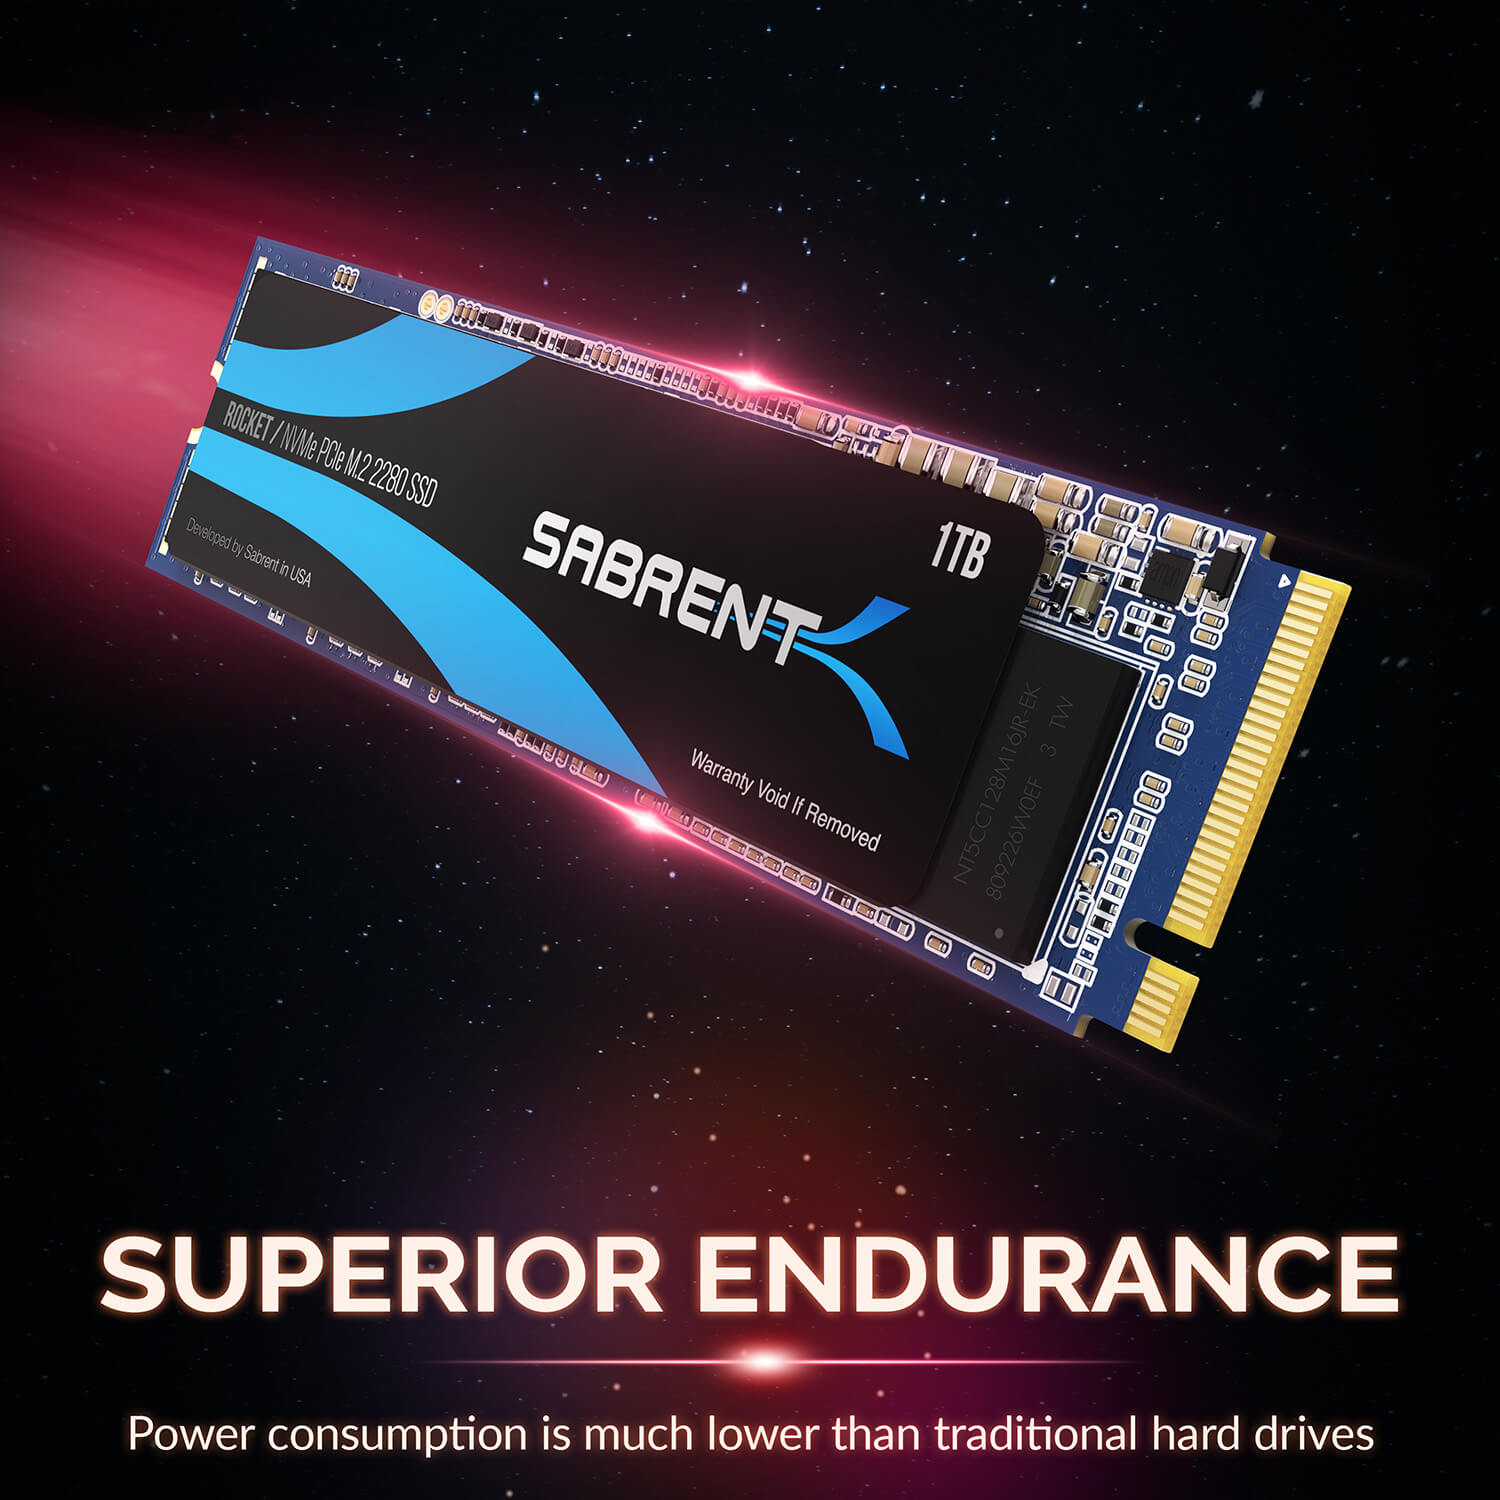 ROCKET / NVMe PCIe M.2 2280 SSD
Developed by Sabrent in USA
SABRENT
1TB
Warranty Void If Removed
NT5CC128M16JR-EK
809226W0EF 3 TW
SUPERIOR ENDURANCE
Power consumption is much lower than traditional hard drives